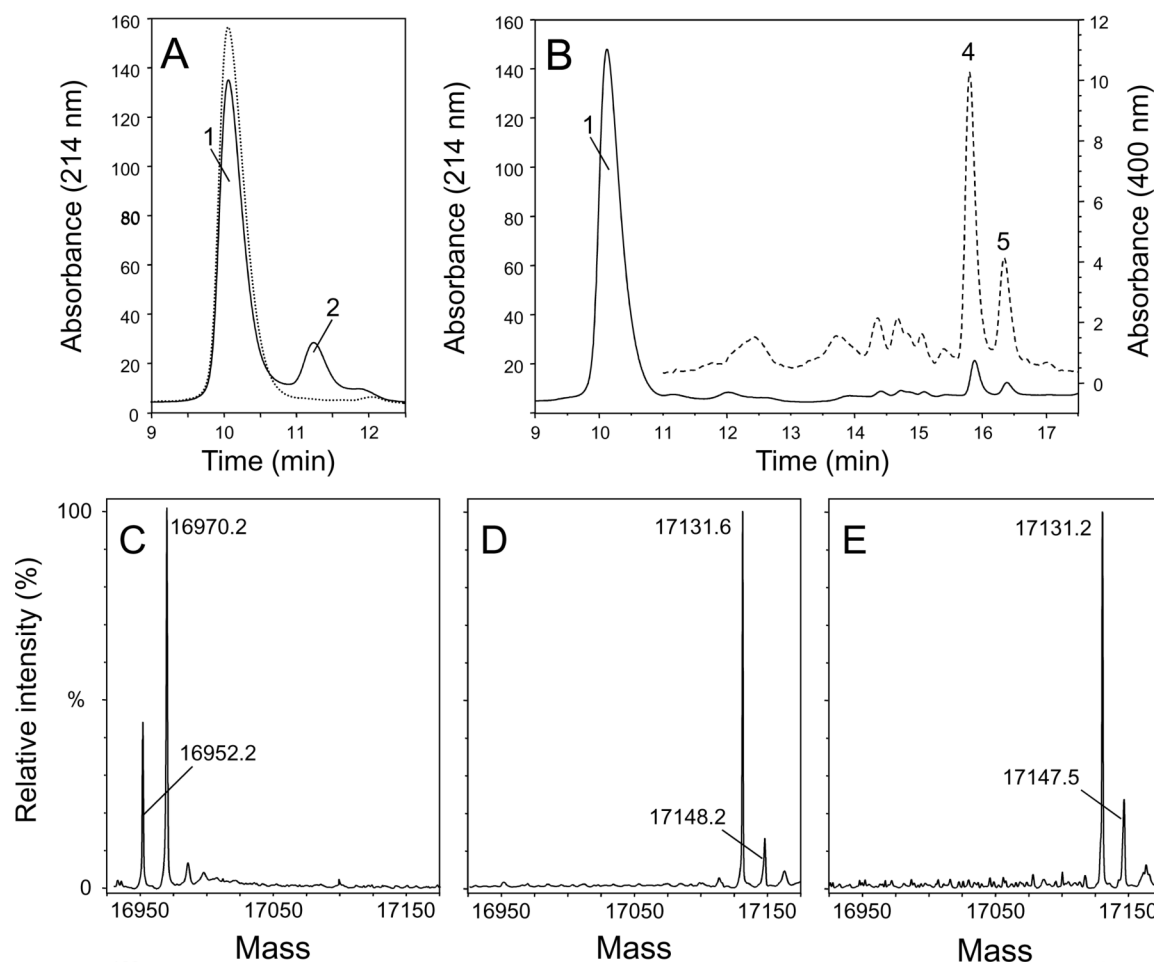 A
Absorbance (214 nm)
160
140
120
100
80
60
40
20
0
1
2
9 10 11 12
Time (min)
B
Absorbance (214 nm)
160
140
120
100
80
60
40
20
0
1
4
5
12
10
8
6
4
2
0
Absorbance (400 nm)
9 10 11 12 13 14 15 16 17
Time (min)
Relative intensity (%)
100
%
0
C
16970.2
16952.2
16950 17050 17150
Mass
D
17131.6
17148.2
16950 17050 17150
Mass
E
17131.2
17147.5
16950 17050 17150
Mass